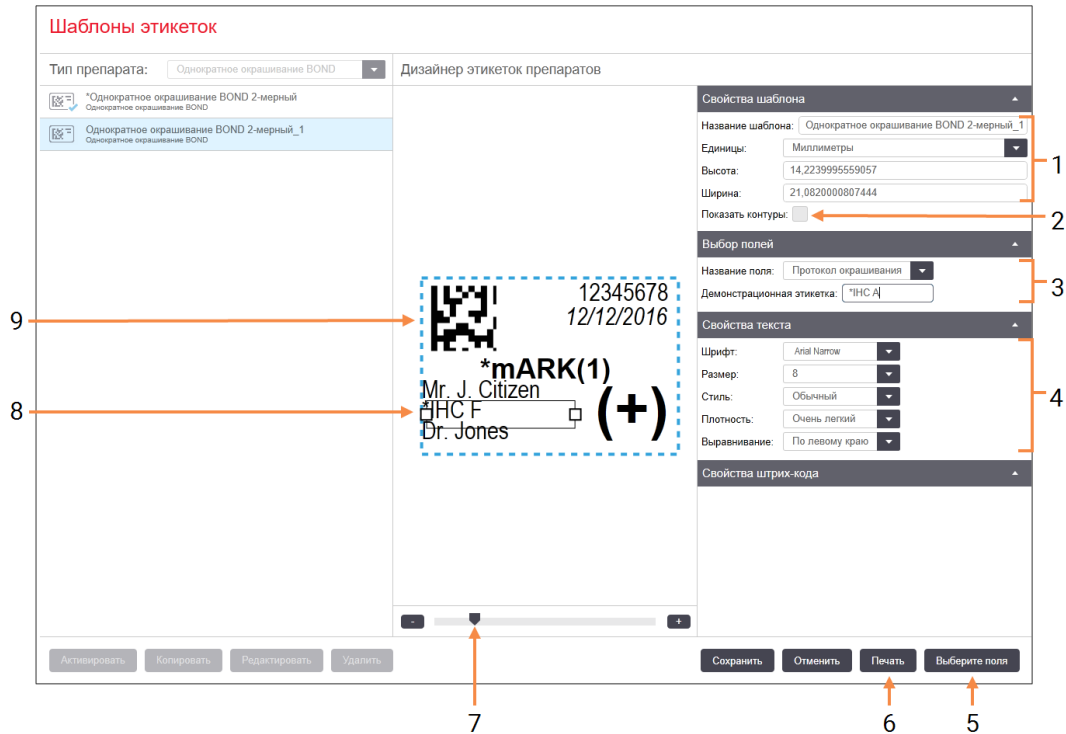 Шаблоны этикеток
Тип препарата: Однократное окрашивание BOND
Дизайнер этикеток препаратов
*Однократное окрашивание BOND 2-мерный
Однократное окрашивание BOND
Однократное окрашивание BOND 2-мерный_1
Однократное окрашивание BOND
Свойства шаблона
Название шаблона: Однократное окрашивание BOND 2-мерный_1
Единицы: Миллиметры
Высота: 14,2239995559057
Ширина: 21,0820000807444
Показать контуры:
Выбор полей
Название поля: Протокол окрашивания
Демонстрационная этикетка: *IHC A
Свойства текста
Шрифт: Arial Narrow
Размер: 8
Стиль: Обычный
Плотность: Очень легкий
Выравнивание: По левому краю
Свойства штрих-кода
12345678
12/12/2016
*mARK(1)
Mr. J. Citizen
*IHC F
(+)
Dr. Jones
- +
Активировать Копировать Редактировать Удалить
Сохранить Отменить Печать Выберите поля
1
2
3
4
5
6
7
8
9